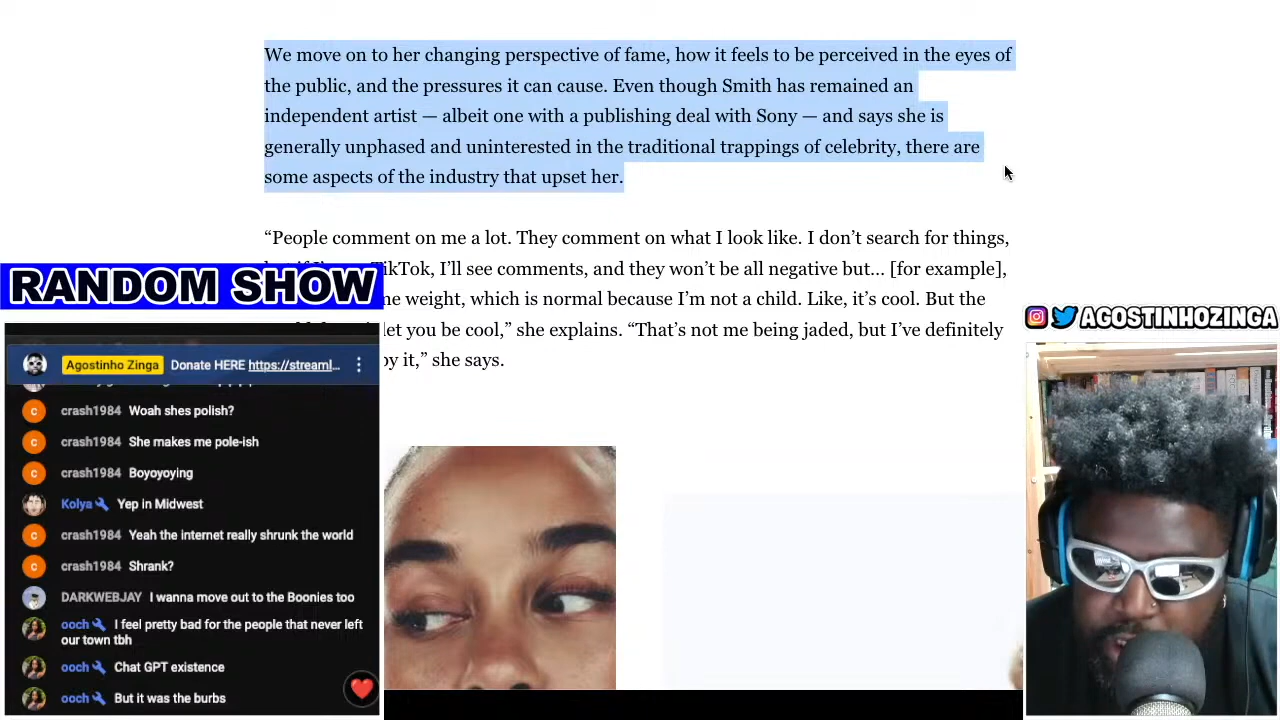 We move on to her changing perspective of fame, how it feels to be perceived in the eyes of
the public, and the pressures it can cause. Even though Smith has remained an
independent artist — albeit one with a publishing deal with Sony — and says she is
generally unphased and uninterested in the traditional trappings of celebrity, there are
some aspects of the industry that upset her.
“People comment on me a lot. They comment on what I look like. I don’t search for things,
TikTok, I’ll see comments, and they won’t be all negative but... [for example],
weight, which is normal because I’m not a child. Like, it’s cool. But the
let you be cool,” she explains. “That’s not me being jaded, but I’ve definitely
by it,” she says.
RANDOM SHOW
AGOSTINHOZINGA
Agostinho Zinga Donate HERE https://streaml...
crash1984 Woah shes polish?
crash1984 She makes me pole-ish
crash1984 Boyoyoying
Kolya Yep in Midwest
crash1984 Yeah the internet really shrunk the world
crash1984 Shrank?
DARKWEBJAY I wanna move out to the Boonies too
ooch I feel pretty bad for the people that never left
our town tbh
ooch Chat GPT existence
ooch But it was the burbs